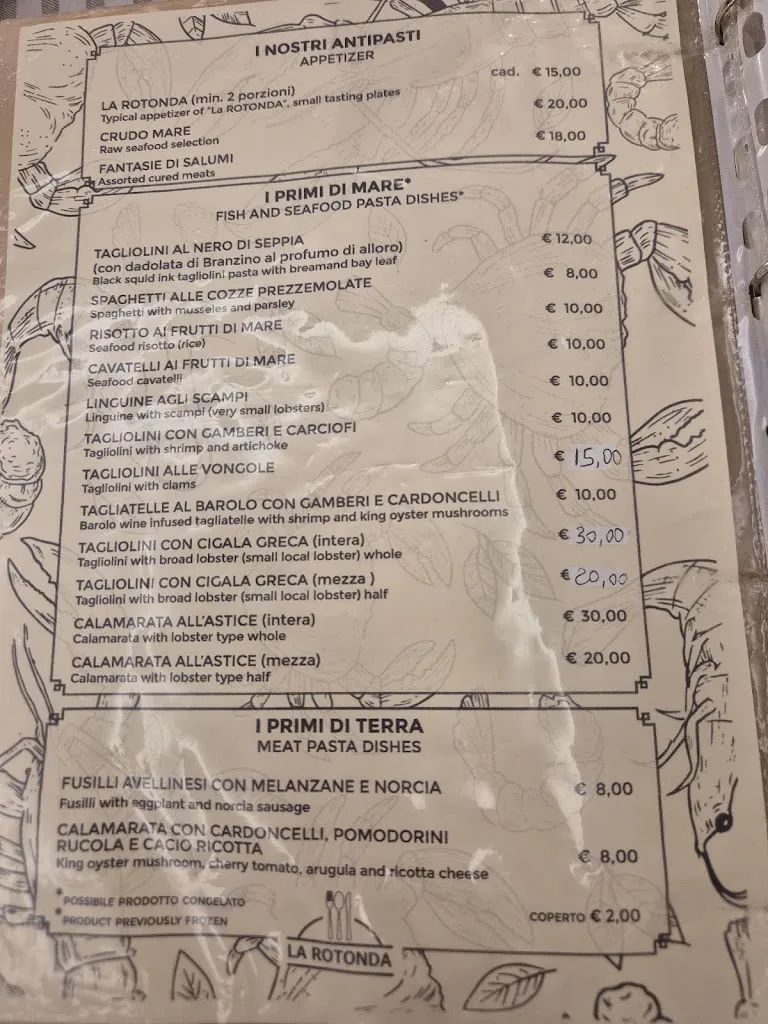 I NOSTRI ANTIPASTI
APPETIZER
LA ROTONDA (min. 2 porzioni) cad. € 15,00
Typical appetizer of "La ROTONDA", small tasting plates
CRUDO MARE € 20,00
Raw seafood selection
FANTASIE DI SALUMI € 18,00
Assorted cured meats
I PRIMI DI MARE*
FISH AND SEAFOOD PASTA DISHES*
TAGLIOLINI AL NERO DI SEPPIA € 12,00
(con dadolata di Branzino al profumo di alloro)
Black squid ink tagliolini pasta with breamand bay leaf
SPAGHETTI ALLE COZZE PREZZEMOLATE € 8,00
Spaghetti with musseles and parsley
RISOTTO AI FRUTTI DI MARE € 10,00
Seafood risotto (rice)
CAVATELLI AI FRUTTI DI MARE € 10,00
Seafood cavatelli
LINGUINE AGLI SCAMPI € 10,00
Linguine with scampi (very small lobsters)
TAGLIOLINI CON GAMBERI E CARCIOFI € 10,00
Tagliolini with shrimp and artichoke
TAGLIOLINI ALLE VONGOLE € 15,00
Tagliolini with clams
TAGLIATELLE AL BAROLO CON GAMBERI E CARDONCELLI € 10,00
Barolo wine infused tagliatelle with shrimp and king oyster mushrooms
TAGLIOLINI CON CIGALA GRECA (intera) € 30,00
Tagliolini with broad lobster (small local lobster) whole
TAGLIOLINI CON CIGALA GRECA (mezza ) € 20,00
Tagliolini with broad lobster (small local lobster) half
CALAMARATA ALL'ASTICE (intera) € 30,00
Calamarata with lobster type whole
CALAMARATA ALL'ASTICE (mezza) € 20,00
Calamarata with lobster type half
I PRIMI DI TERRA
MEAT PASTA DISHES
FUSILLI AVELLINESI CON MELANZANE E NORCIA € 8,00
Fusilli with eggplant and norcia sausage
CALAMARATA CON CARDONCELLI, POMODORINI
RUCOLA E CACIO RICOTTA € 8,00
King oyster mushroom, cherry tomato, arugula and ricotta cheese
*POSSIBILE PRODOTTO CONGELATO
*PRODUCT PREVIOUSLY FROZEN
COPERTO € 2,00
LA ROTONDA